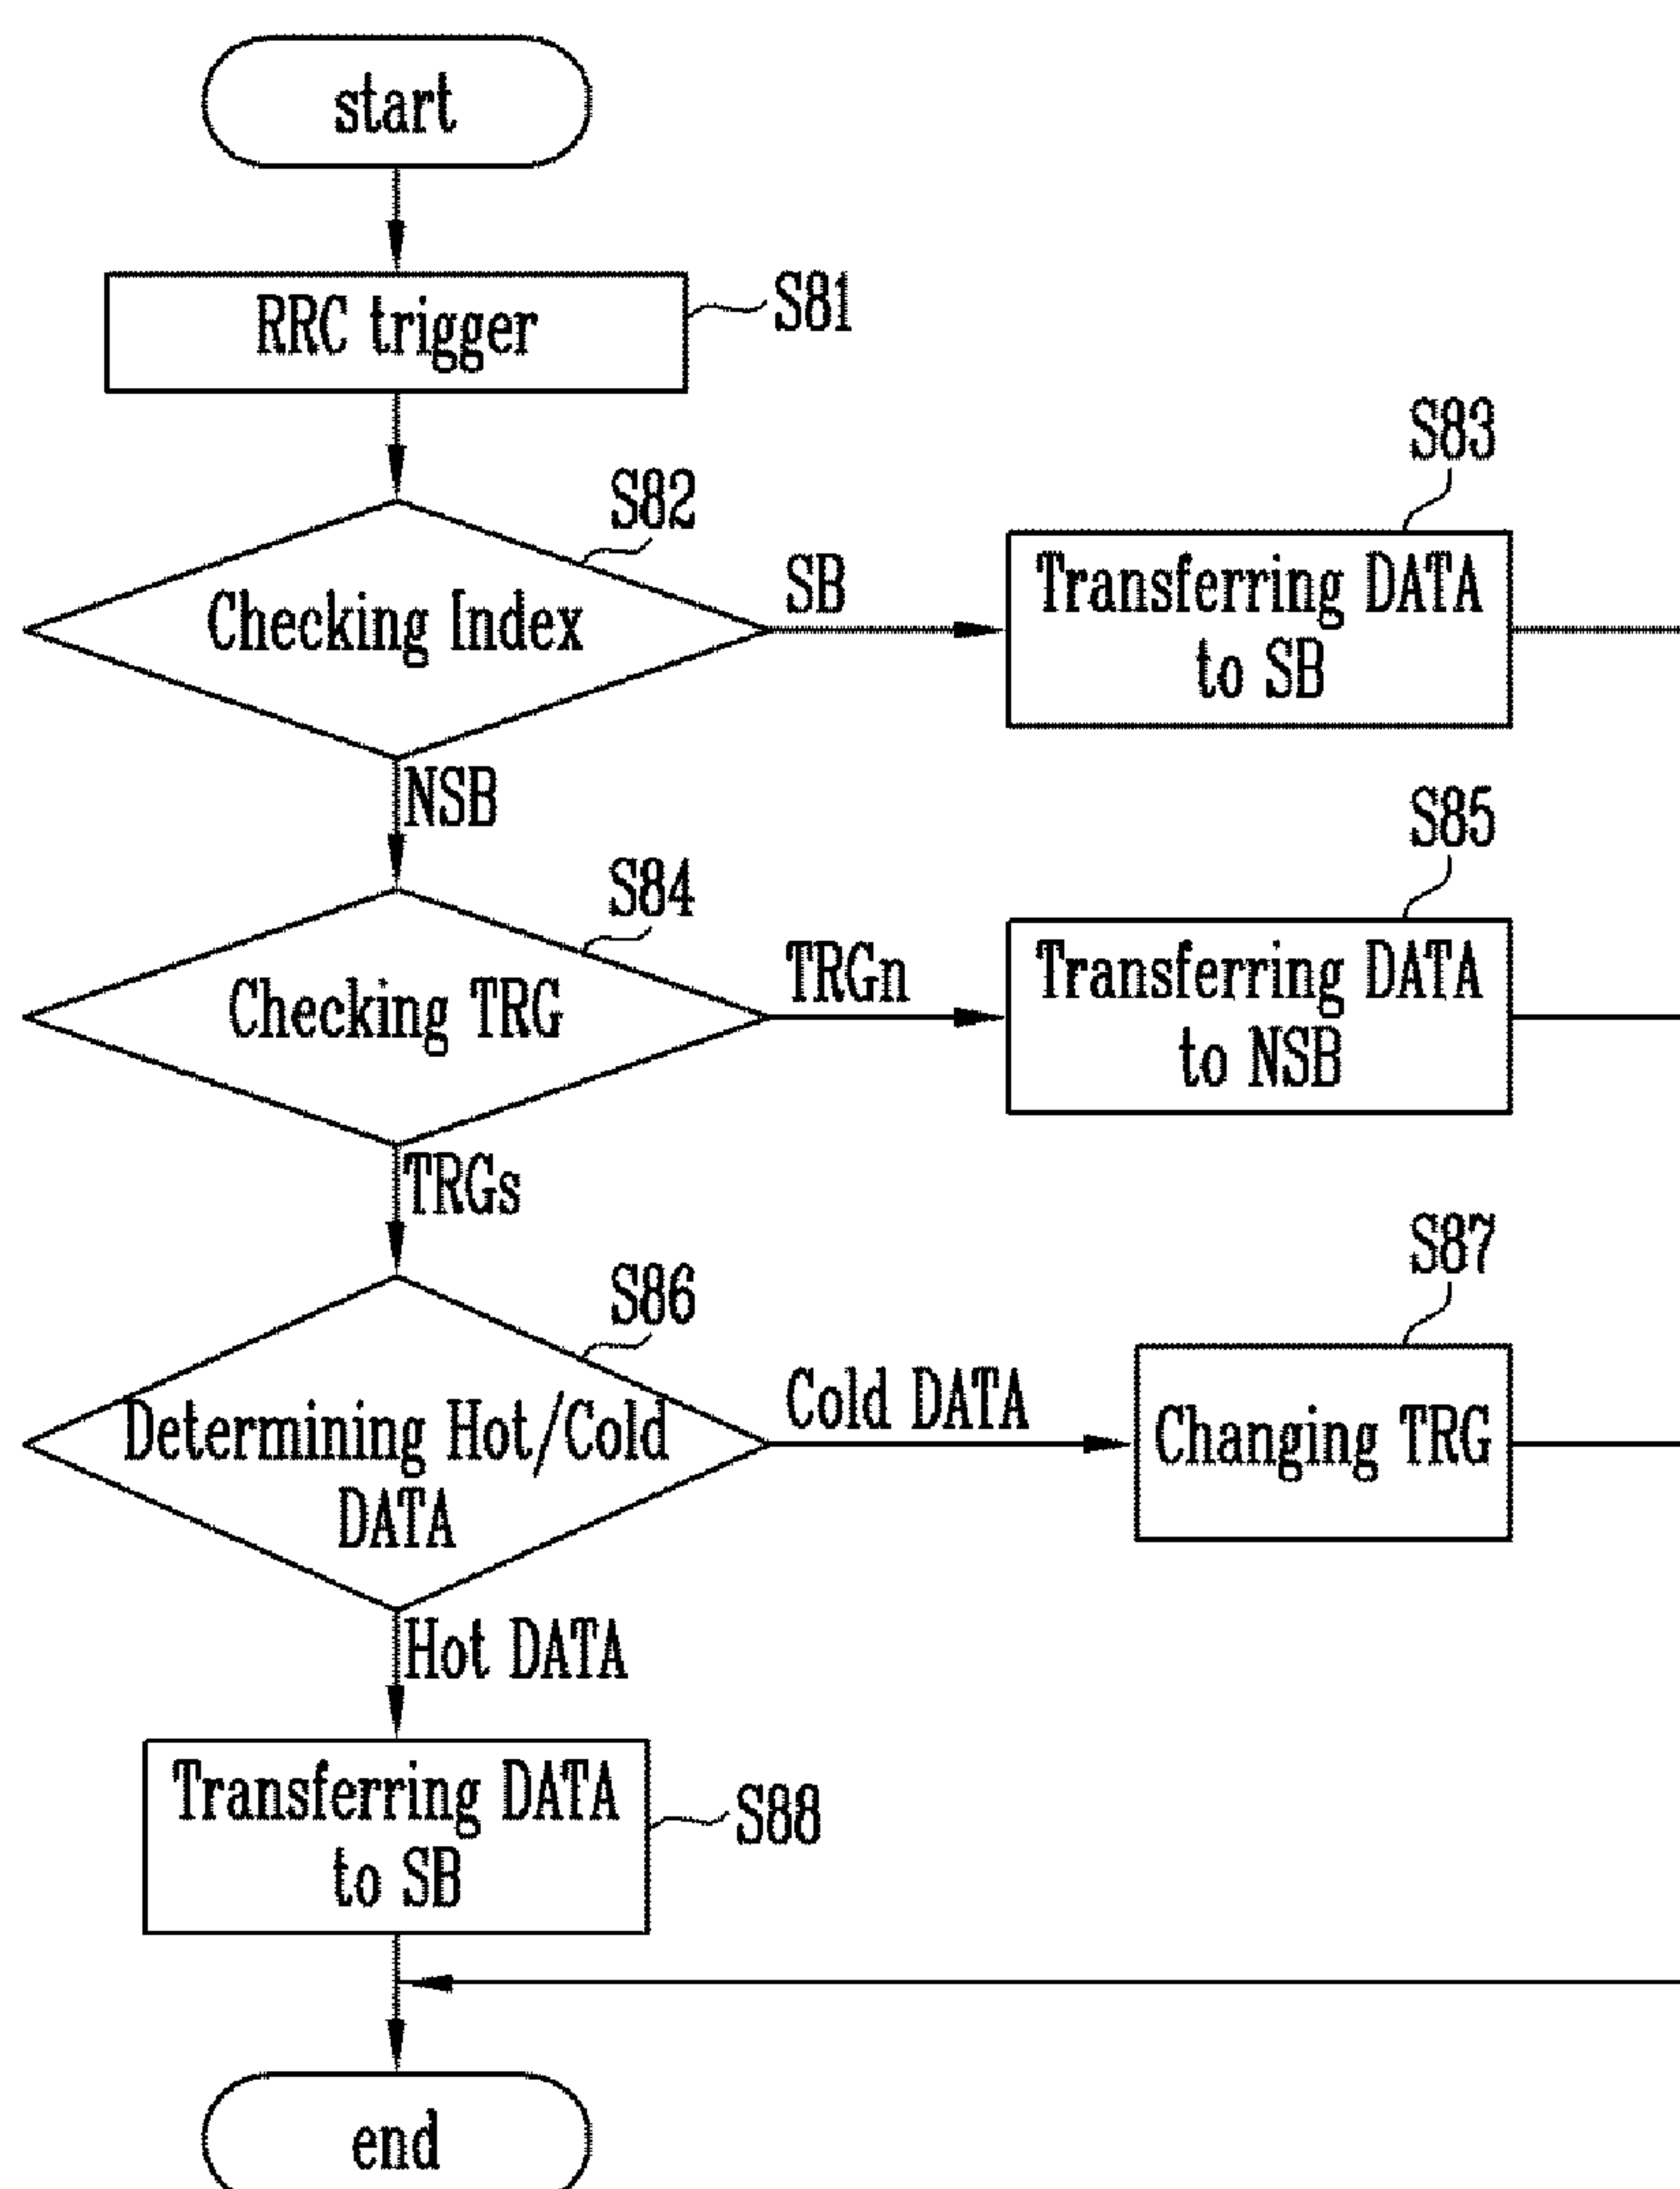 start
RRC trigger
S81
S82
Checking Index
SB
S83
Transferring DATA
to SB
NSB
S84
Checking TRG
TRGn
S85
Transferring DATA
to NSB
TRGs
S86
Determining Hot/Cold
DATA
Cold DATA
S87
Changing TRG
Hot DATA
Transferring DATA
to SB
S88
end